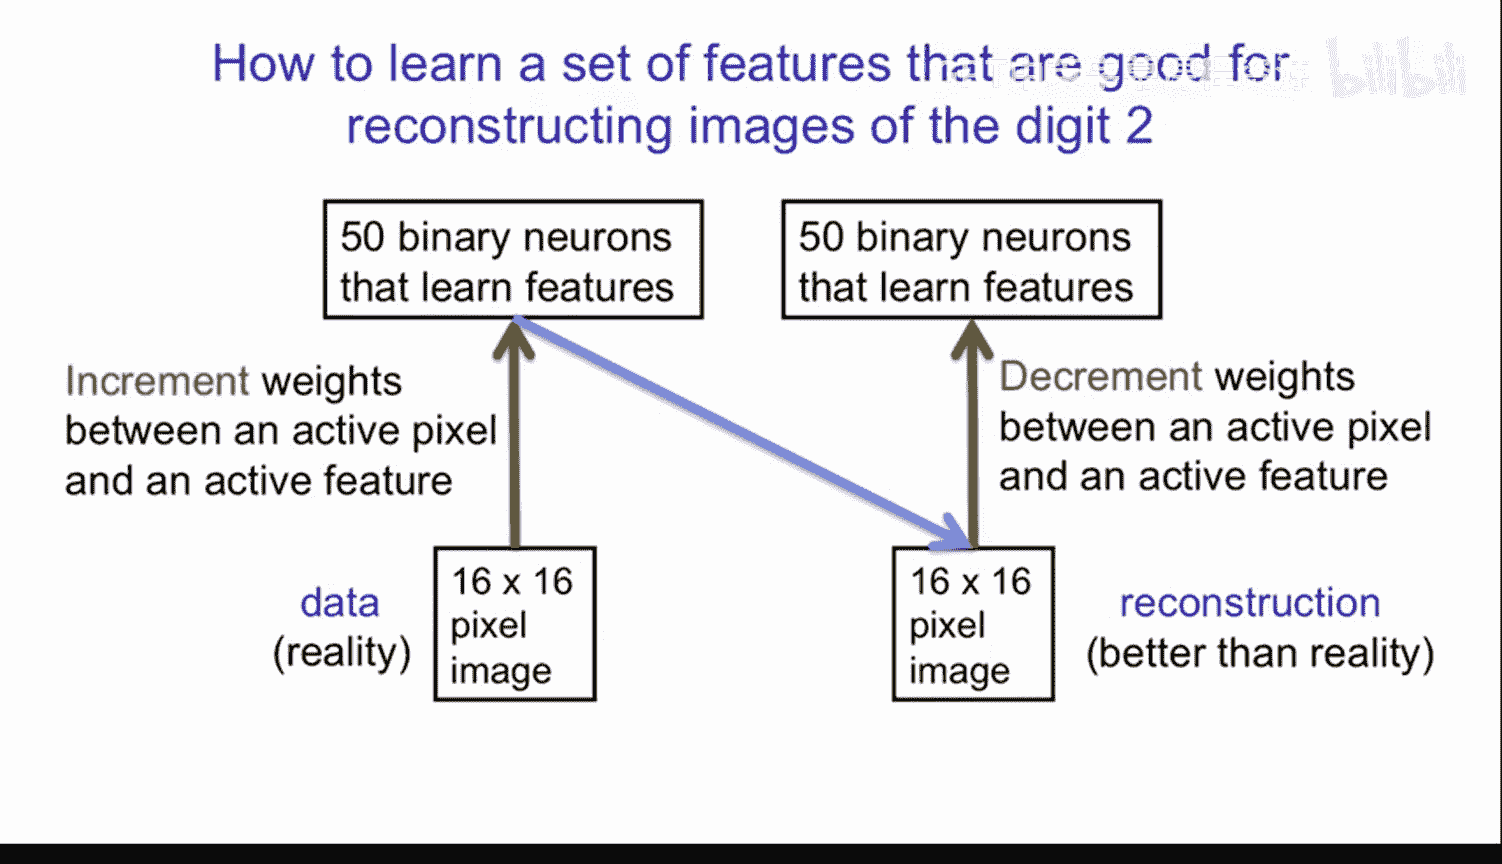 How to learn a set of features that are good for
reconstructing images of the digit 2
bilibili
50 binary neurons
that learn features
50 binary neurons
that learn features
Increment weights
between an active pixel
and an active feature
Decrement weights
between an active pixel
and an active feature
data
(reality)
16 x 16
pixel
image
16 x 16
pixel
image
reconstruction
(better than reality)